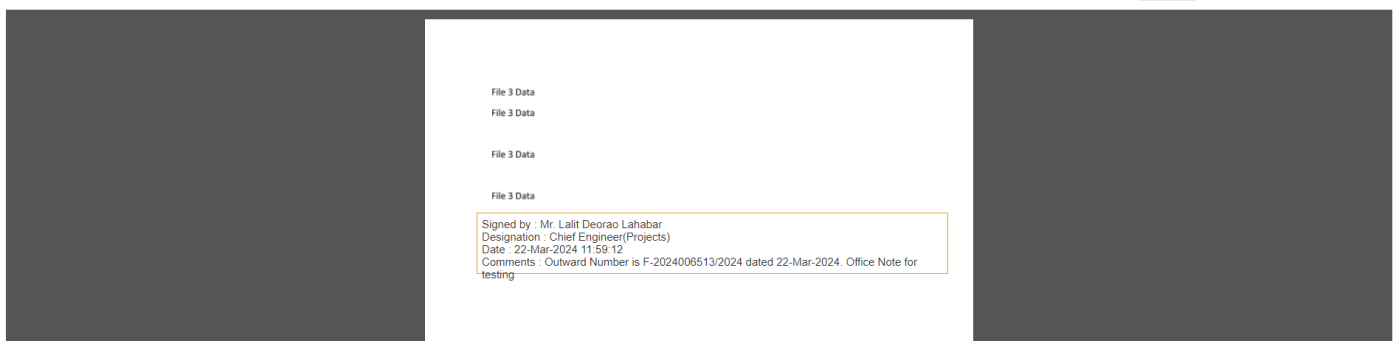 File 3 Data
File 3 Data
File 3 Data
File 3 Data
Signed by : Mr. Lalit Deorao Lahabar
Designation : Chief Engineer(Projects)
Date : 22-Mar-2024 11:59:12
Comments : Outward Number is F-2024006513/2024 dated 22-Mar-2024. Office Note for
testing